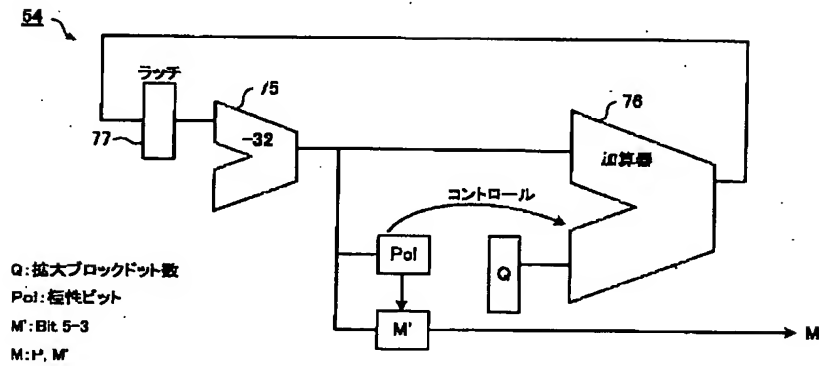 54
ラッチ
77
75
-32
76
加算器
コントロール
Pol
Q
M'
M
Q:拡大ブロックドット数
Pol:極性ビット
M':Bit 5-3
M:P, M'